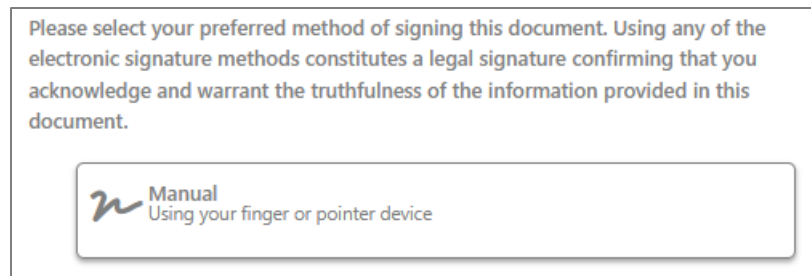 Please select your preferred method of signing this document. Using any of the
electronic signature methods constitutes a legal signature confirming that you
acknowledge and warrant the truthfulness of the information provided in this
document.
Manual
Using your finger or pointer device